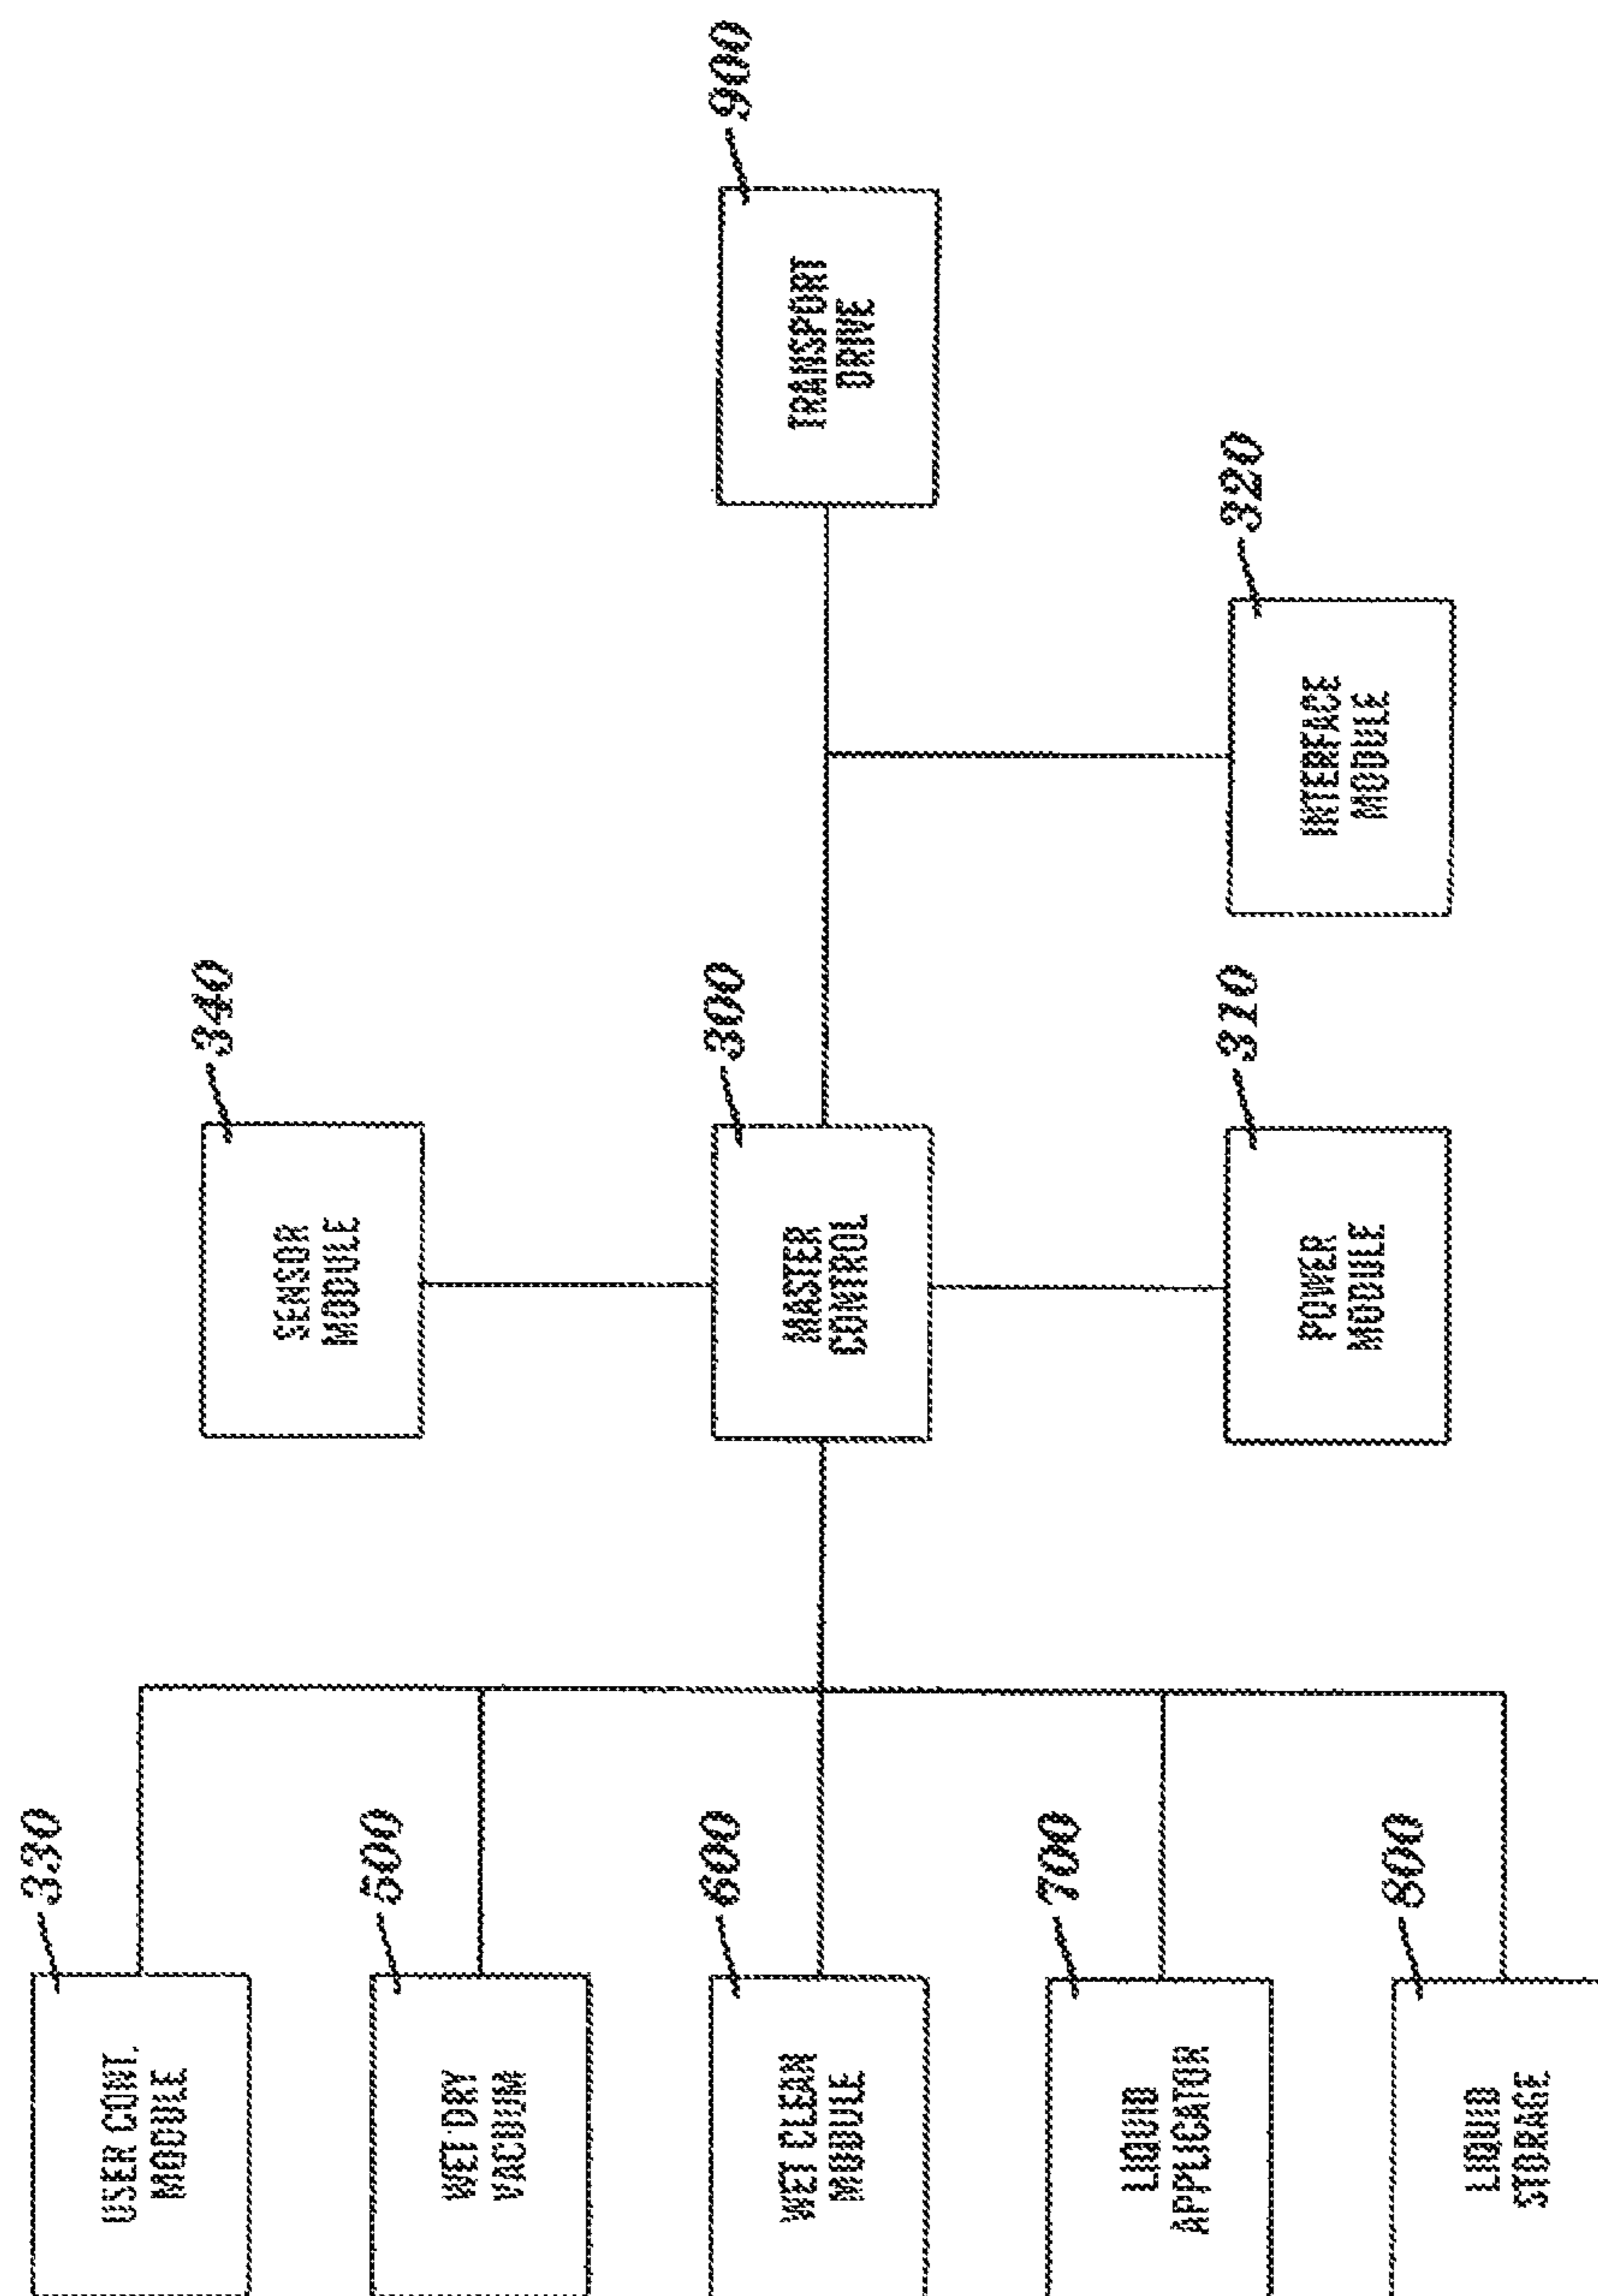 330
USER CONT.
MODULE
340
SENSOR
MODULE
500
WET DRY
VACUUM
600
WET CLEAN
MODULE
300
MASTER
CONTROL
900
TRANSPORT
DRIVE
700
LIQUID
APPLICATOR
310
POWER
MODULE
320
INTERFACE
MODULE
800
LIQUID
STORAGE